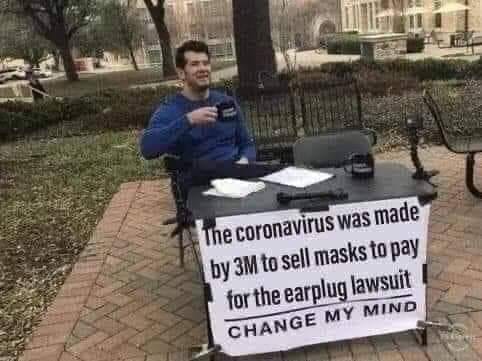 The coronavirus was made
by 3M to sell masks to pay
for the earplug lawsuit
CHANGE MY MIND